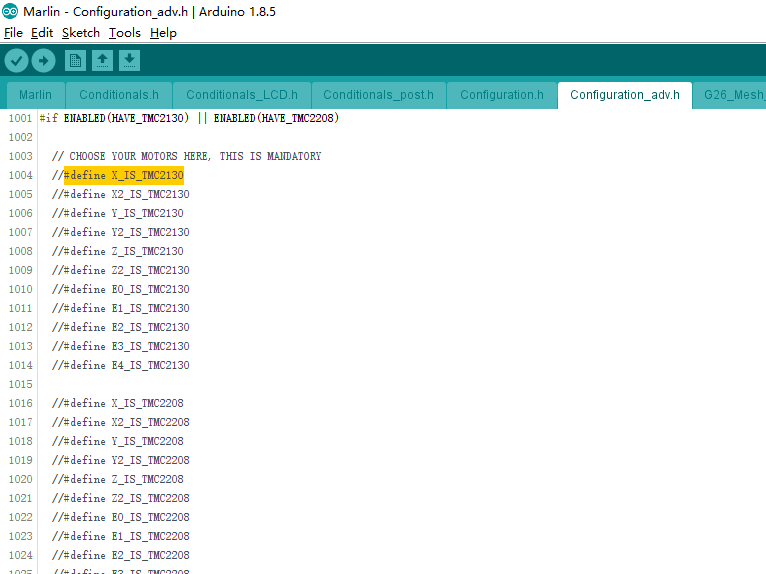 Marlin - Configuration_adv.h | Arduino 1.8.5
File Edit Sketch Tools Help
Marlin Conditionals.h Conditionals_LCD.h Conditionals_post.h Configuration.h Configuration_adv.h G26_Mesh_
1001 #if ENABLED(HAVE_TMC2130) || ENABLED(HAVE_TMC2208)
1002
1003 // CHOOSE YOUR MOTORS HERE, THIS IS MANDATORY
1004 //#define X_IS_TMC2130
1005 //#define X2_IS_TMC2130
1006 //#define Y_IS_TMC2130
1007 //#define Y2_IS_TMC2130
1008 //#define Z_IS_TMC2130
1009 //#define Z2_IS_TMC2130
1010 //#define E0_IS_TMC2130
1011 //#define E1_IS_TMC2130
1012 //#define E2_IS_TMC2130
1013 //#define E3_IS_TMC2130
1014 //#define E4_IS_TMC2130
1015
1016 //#define X_IS_TMC2208
1017 //#define X2_IS_TMC2208
1018 //#define Y_IS_TMC2208
1019 //#define Y2_IS_TMC2208
1020 //#define Z_IS_TMC2208
1021 //#define Z2_IS_TMC2208
1022 //#define E0_IS_TMC2208
1023 //#define E1_IS_TMC2208
1024 //#define E2_IS_TMC2208
1025 //#define E3_IS_TMC2208